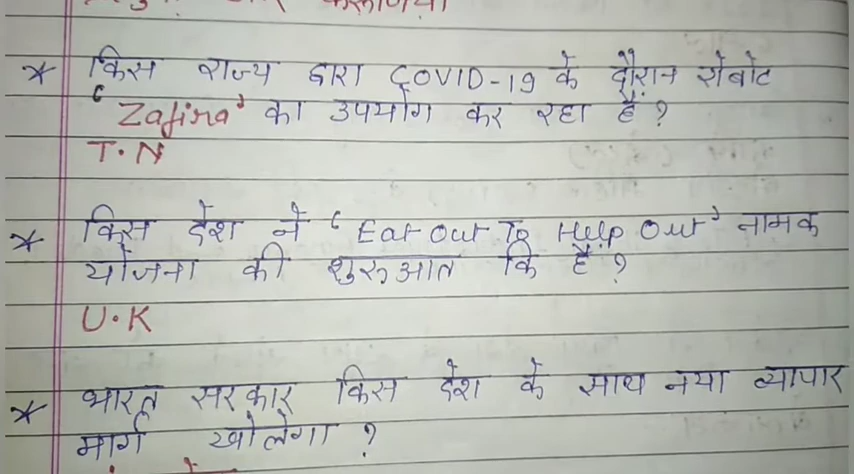 * किस राज्य द्वारा COVID-19 के दौरान रोबोट
'Zafira' का उपयोग कर रहा है ?
T.N
* किस देश ने 'Eat Out To Help Out' नामक
योजना की शुरुआत कि है ?
U.K
* भारत सरकार किस देश के साथ नया व्यापार
मार्ग खोलेगा ?